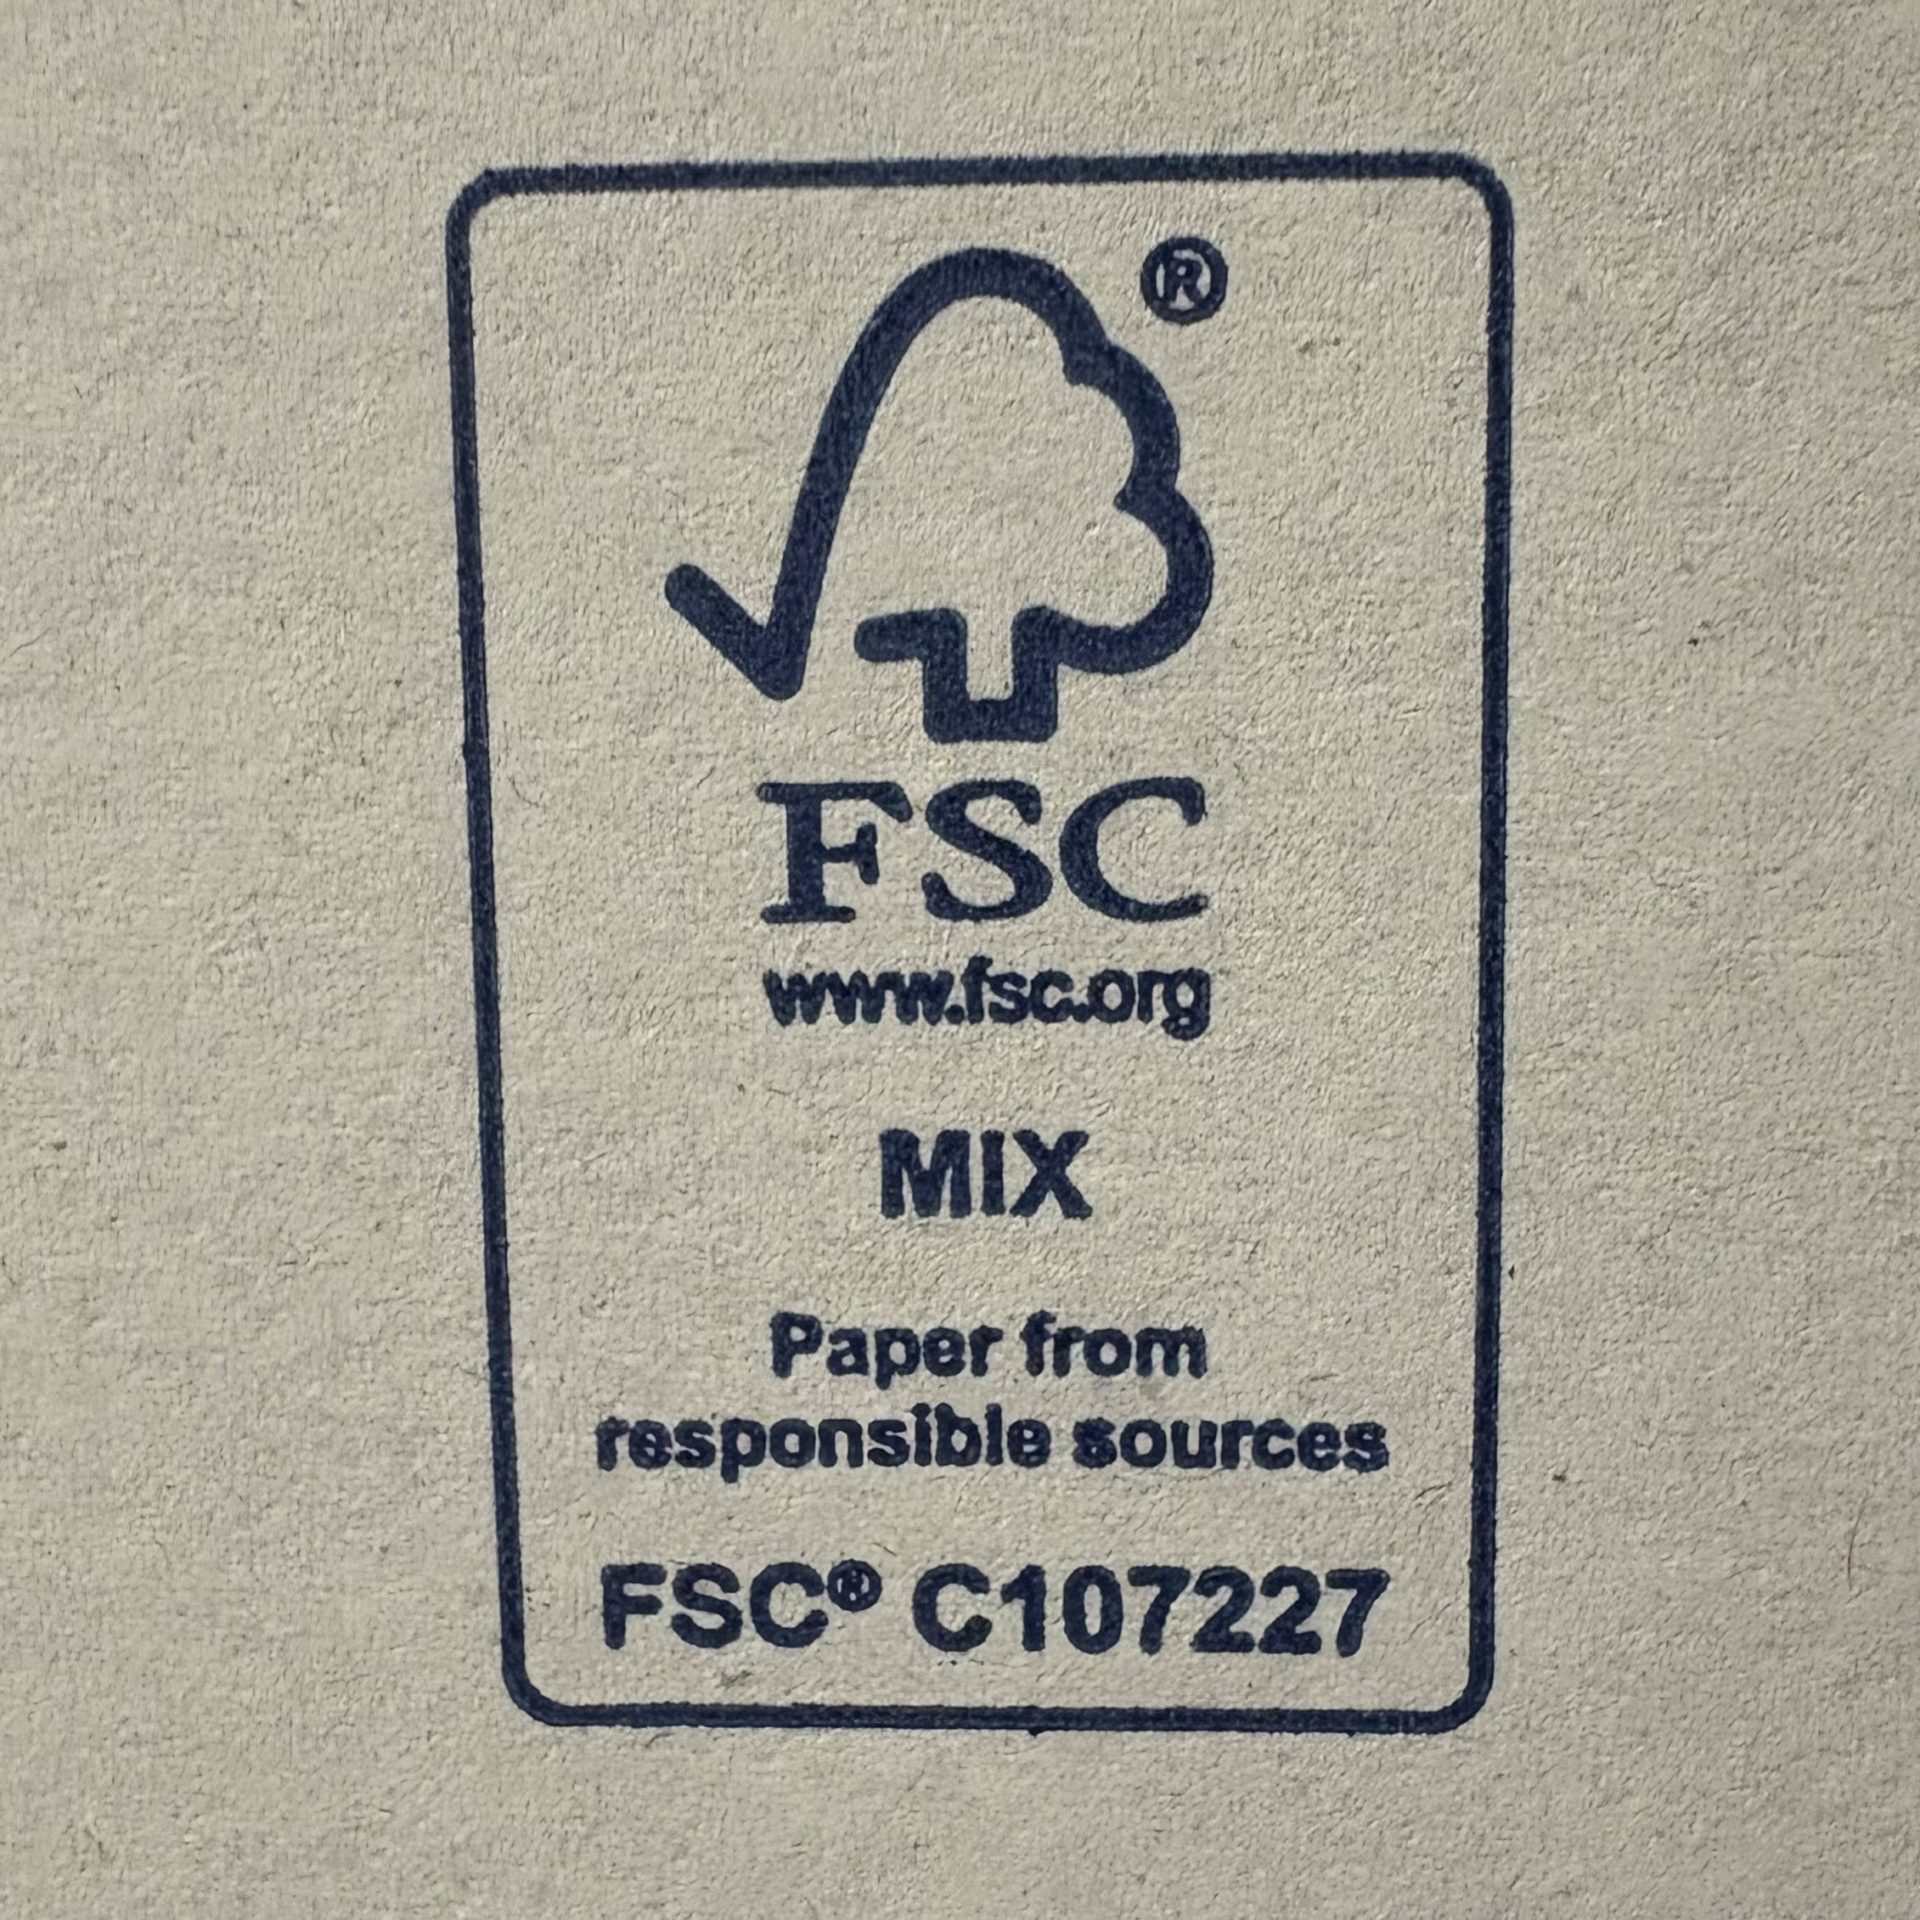 ®
FSC
www.fsc.org
MIX
Paper from
responsible sources
FSC® C107227